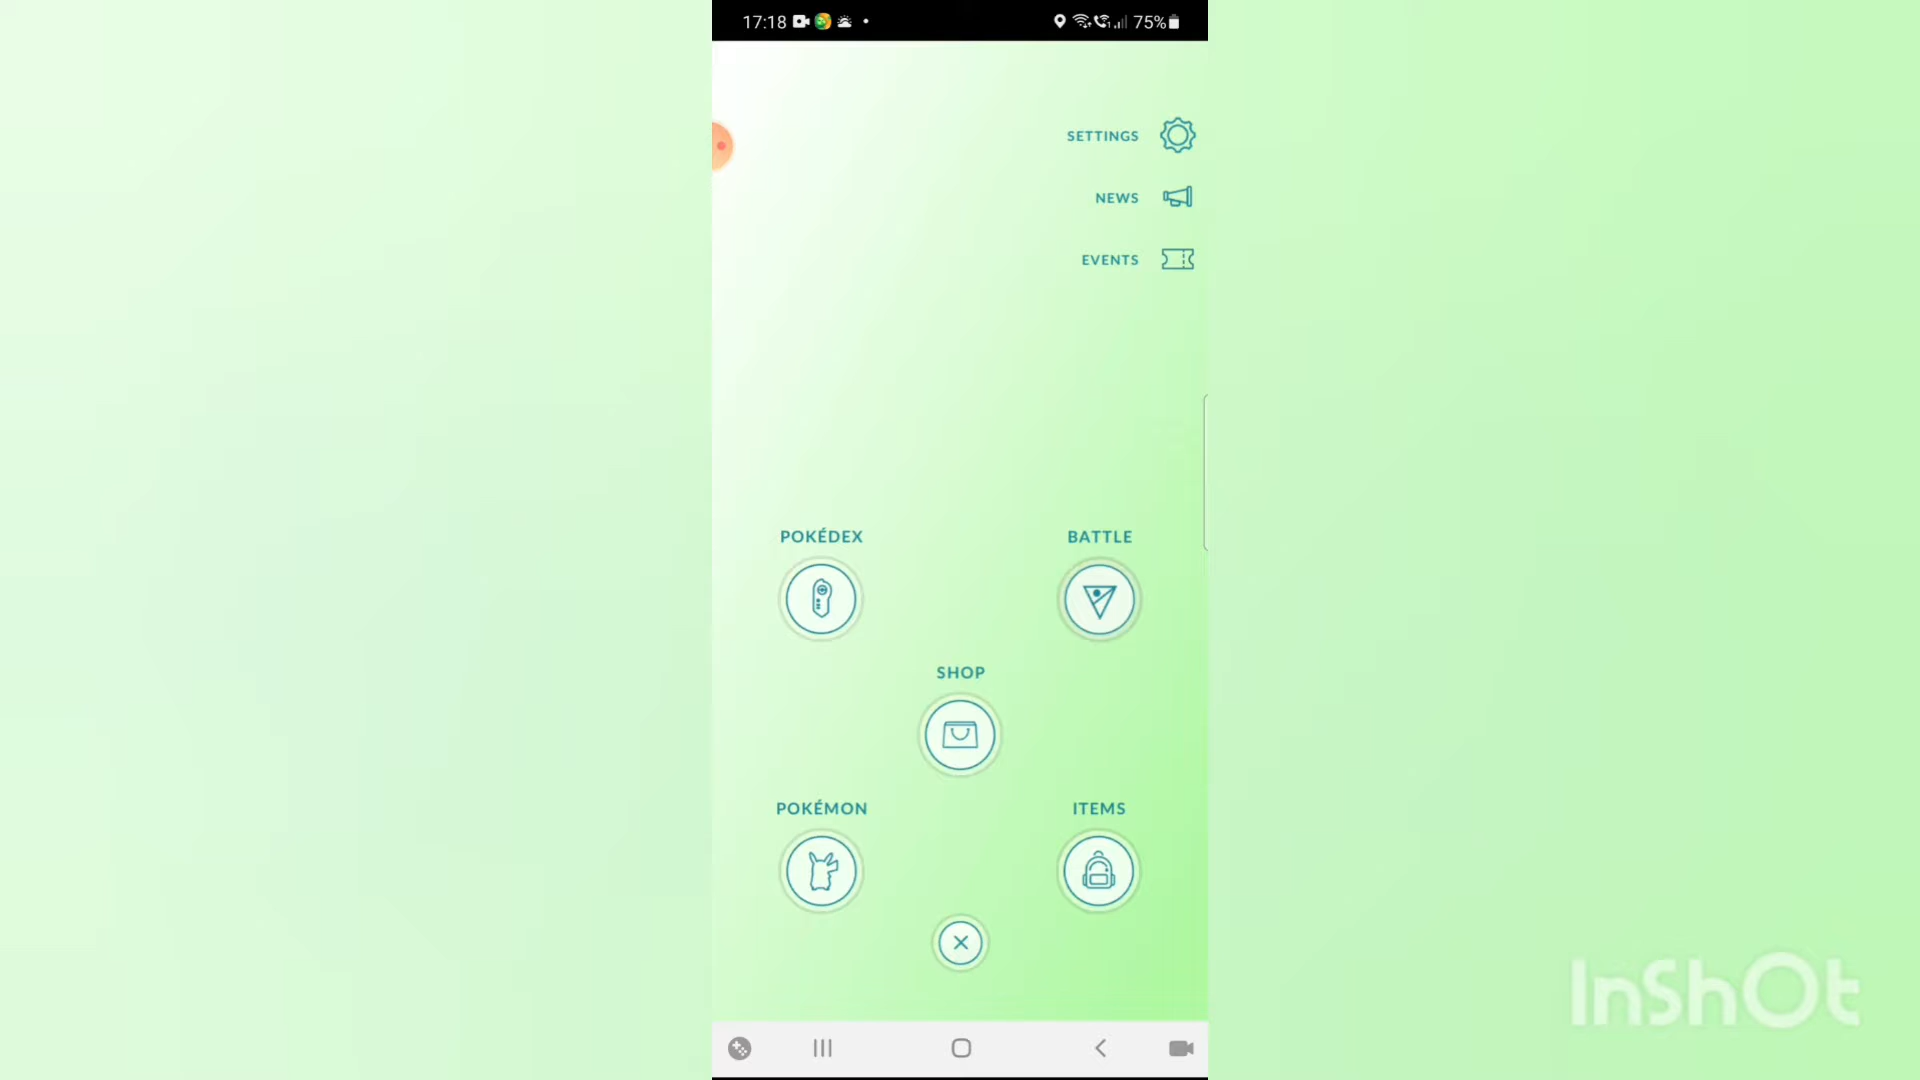 17:18
75%
SETTINGS
NEWS
EVENTS
POKÉDEX
BATTLE
SHOP
POKÉMON
ITEMS
InShOt